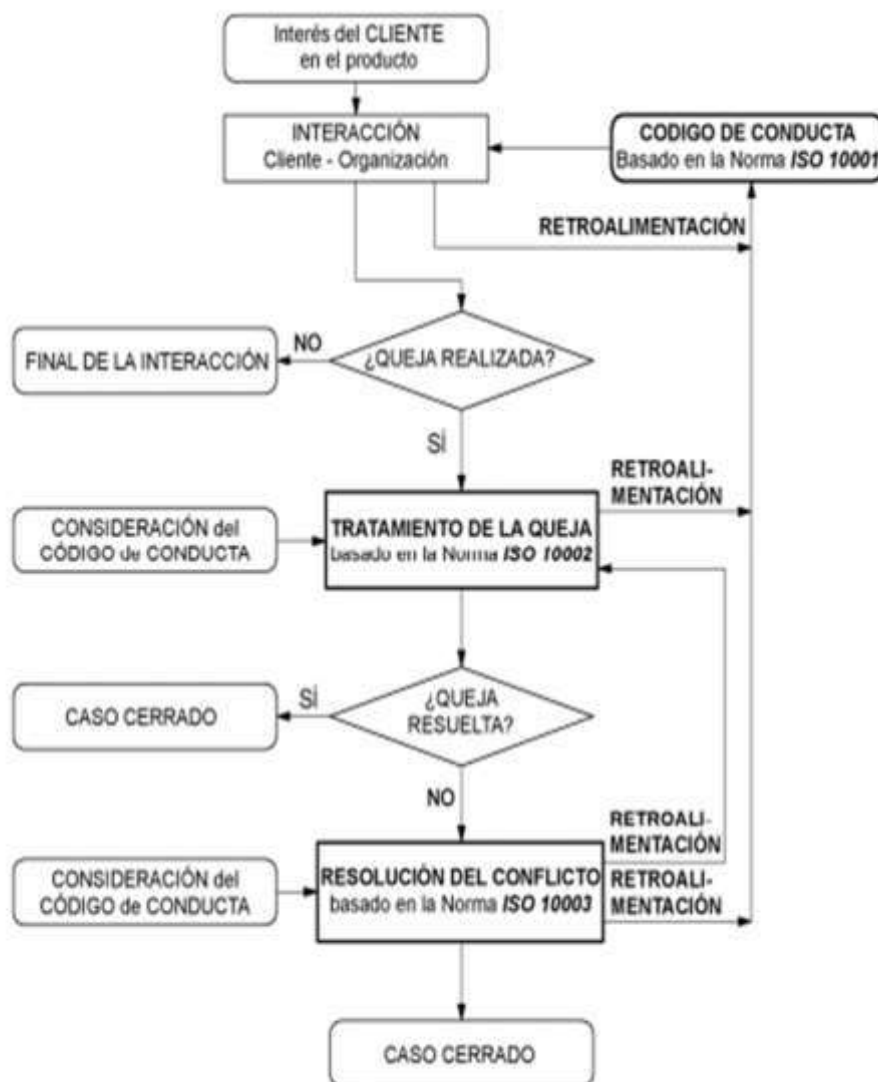 Interés del CLIENTE
en el producto
INTERACCIÓN
Cliente - Organización
CODIGO DE CONDUCTA
Basado en la Norma ISO 10001
RETROALIMENTACIÓN
¿QUEJA REALIZADA?
NO
FINAL DE LA INTERACCIÓN
SÍ
RETROALI-
MENTACIÓN
CONSIDERACIÓN del
CÓDIGO de CONDUCTA
TRATAMIENTO DE LA QUEJA
basado en la Norma ISO 10002
¿QUEJA
RESUELTA?
SÍ
CASO CERRADO
NO
RETROALI-
MENTACIÓN
CONSIDERACIÓN del
CÓDIGO de CONDUCTA
RESOLUCIÓN DEL CONFLICTO
basado en la Norma ISO 10003
RETROALI-
MENTACIÓN
CASO CERRADO